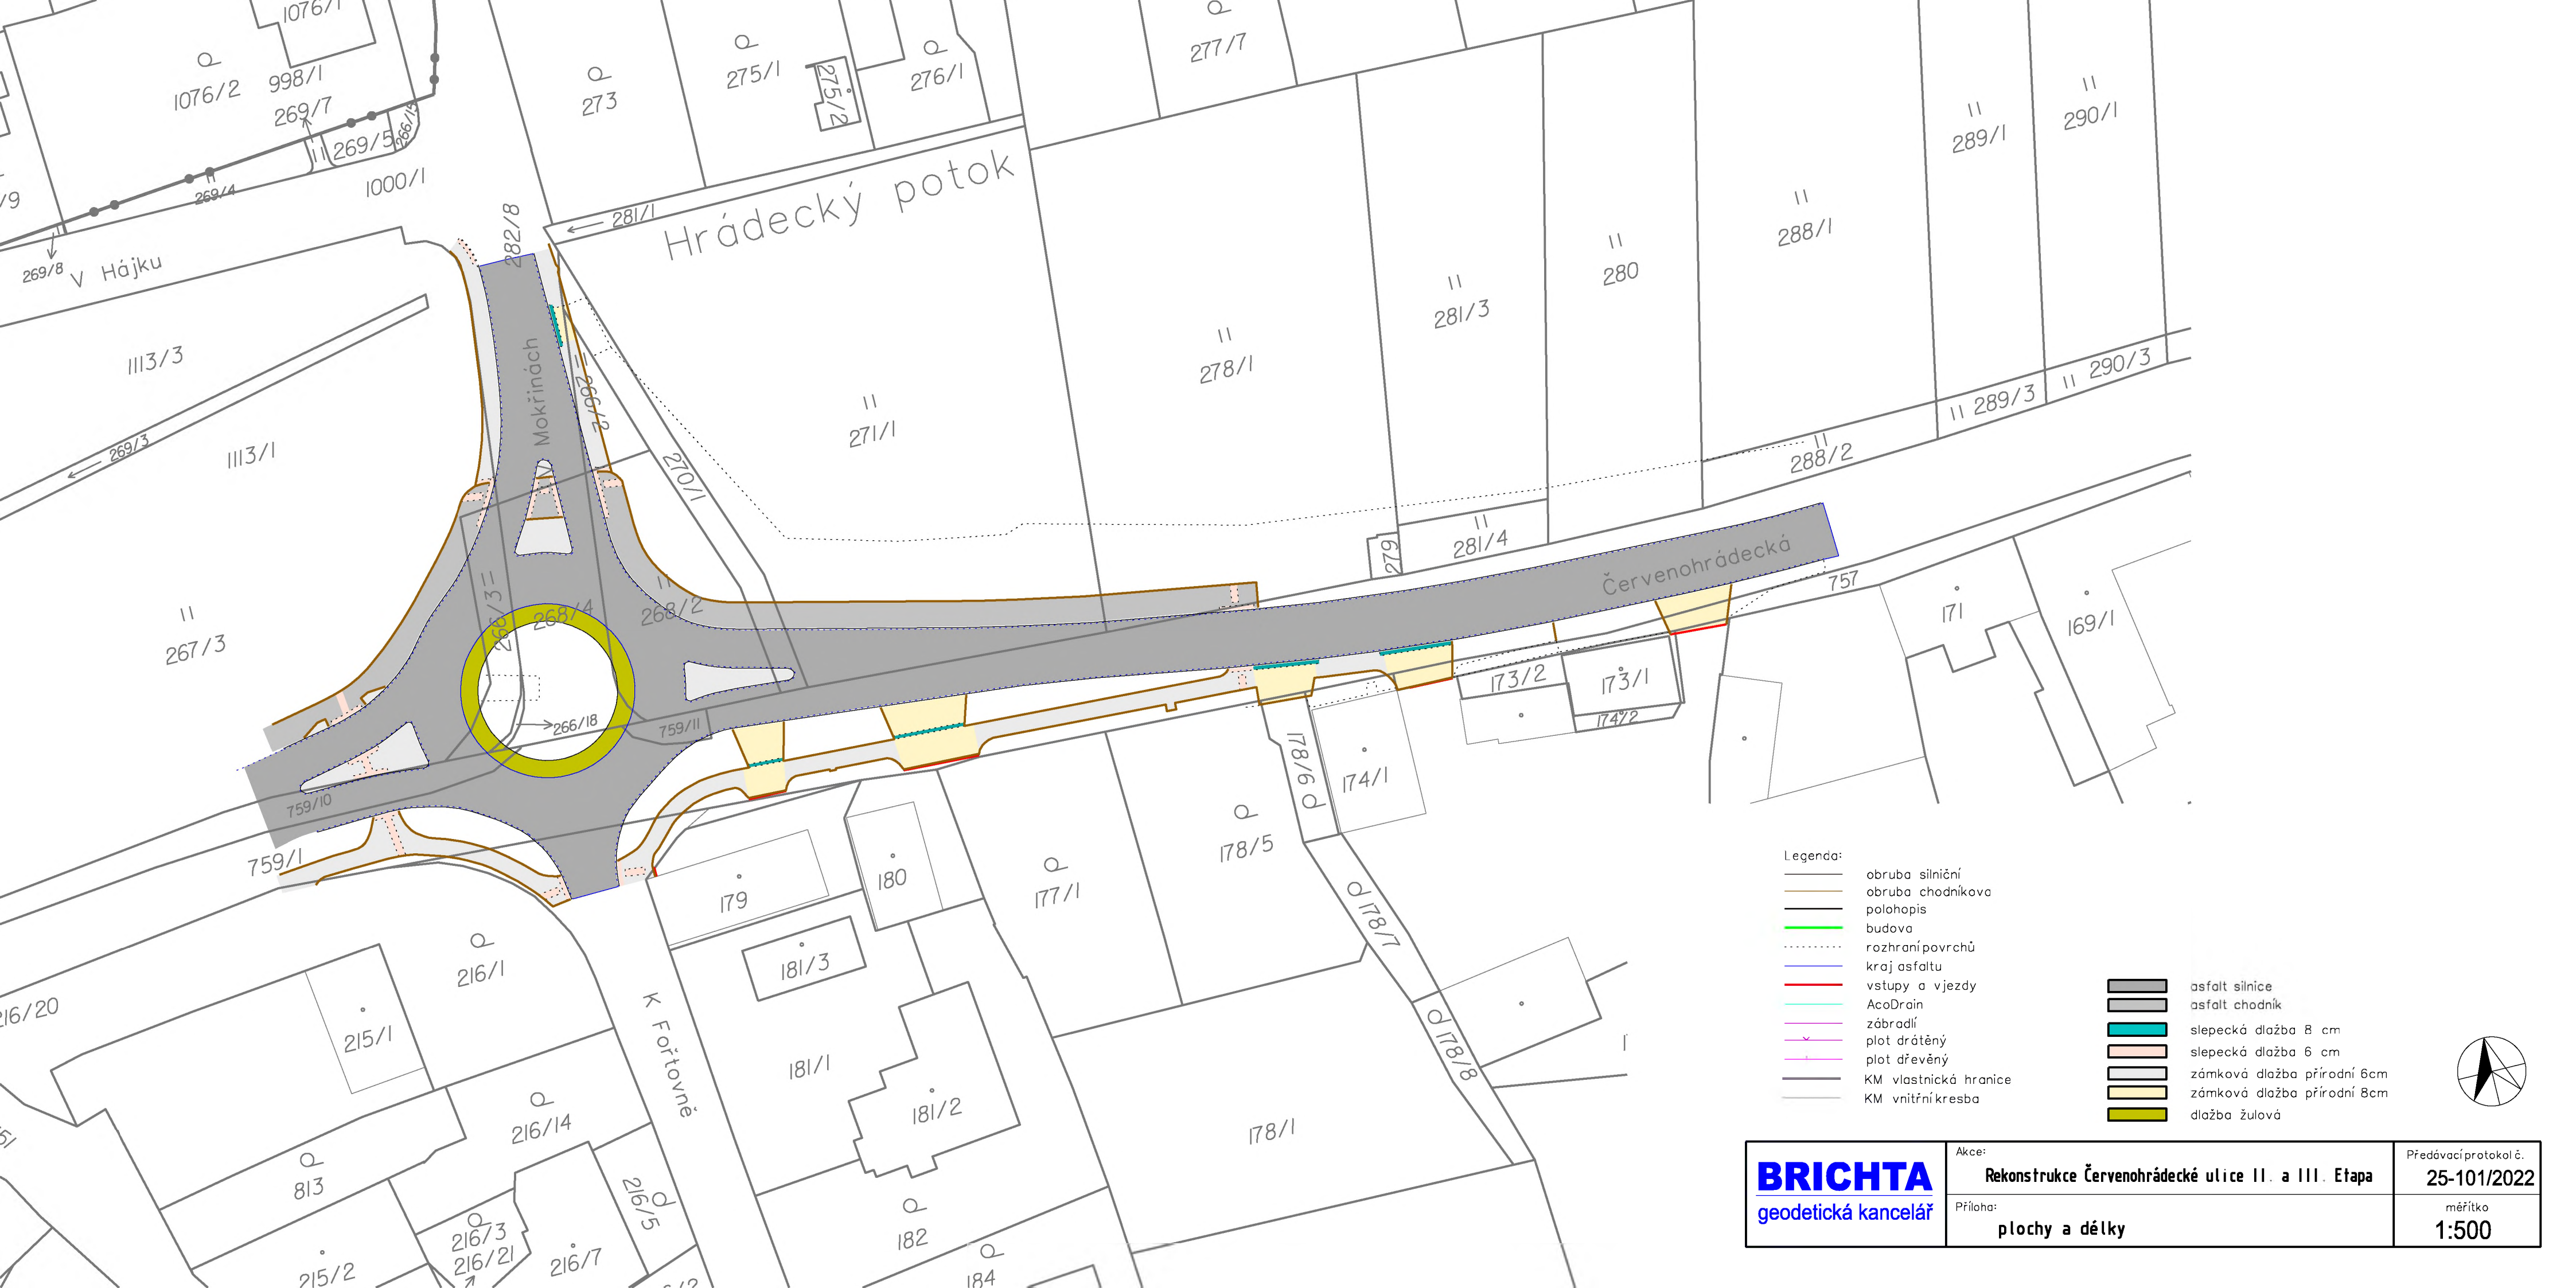 1076/1
1076/2
998/1
269/7
269/5
266/15
269/4
1000/1
/9
269/8
V Hájku
282/8
273
275/1
275/2
276/1
277/7
281/1
Hrádecký potok
289/1
290/1
288/1
280
281/3
278/1
271/1
1113/3
1113/1
269/3
Mokřinách
266/2
270/1
290/3
289/3
288/2
281/4
279
Červenohrádecká
757
171
169/1
267/3
266/3
268/4
268/2
266/18
759/11
759/10
759/1
173/2
173/1
174/2
174/1
178/6
178/5
177/1
180
179
178/7
178/8
181/3
181/1
181/2
178/1
182
184
K Fořtovně
216/1
216/20
215/1
216/14
813
216/5
216/3
216/21
216/7
215/2
Legenda:
obruba silniční
obruba chodníkova
polohopis
budova
rozhraní povrchů
kraj asfaltu
vstupy a vjezdy
AcoDrain
zábradlí
plot drátěný
plot dřevěný
KM vlastnická hranice
KM vnitřní kresba
asfalt silnice
asfalt chodník
slepecká dlažba 8 cm
slepecká dlažba 6 cm
zámková dlažba přírodní 6cm
zámková dlažba přírodní 8cm
dlažba žulová
BRICHTA
geodetická kancelář
Akce:
Rekonstrukce Červenohrádecké ulice II. a III. Etapa
Příloha:
plochy a délky
Předávací protokol č.
25-101/2022
měřítko
1:500